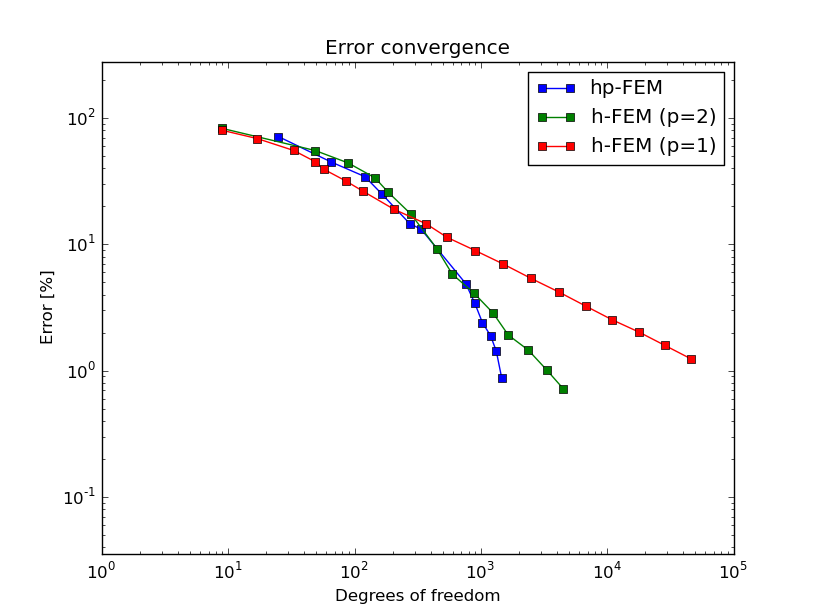 Error convergence
hp-FEM
h-FEM (p=2)
h-FEM (p=1)
10^2
10^1
10^0
10^-1
Error [%]
10^0 10^1 10^2 10^3 10^4 10^5
Degrees of freedom